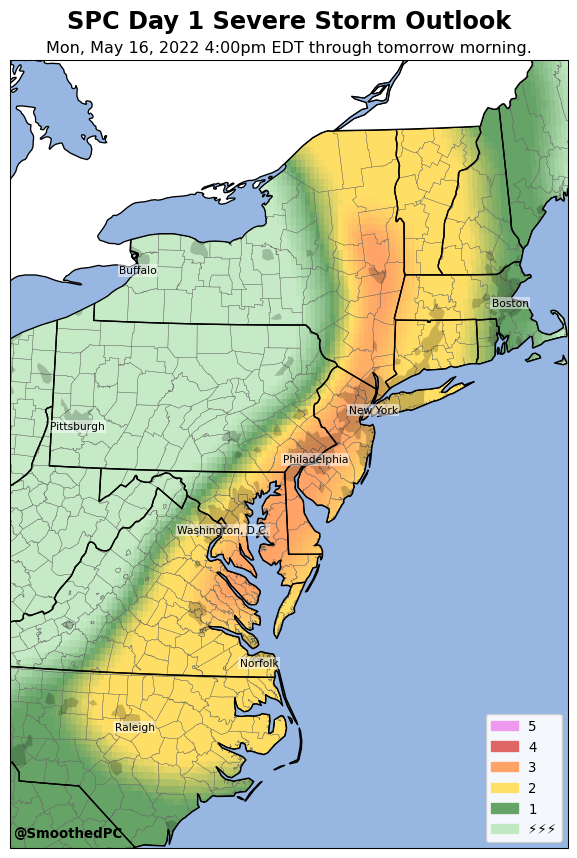 SPC Day 1 Severe Storm Outlook
Mon, May 16, 2022 4:00pm EDT through tomorrow morning.
Buffalo
Boston
New York
Pittsburgh
Philadelphia
Washington, D.C.
Norfolk
Raleigh
5
4
3
2
1
⚡⚡⚡
@SmoothedPC